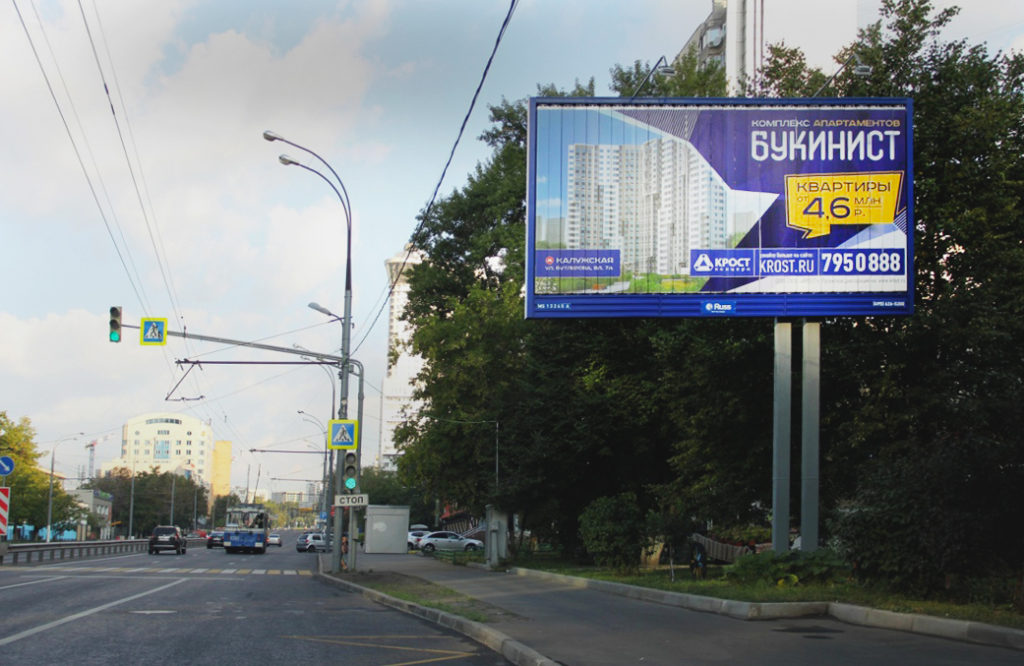 КОМПЛЕКС АПАРТАМЕНТОВ
БУКИНИСТ
КВАРТИРЫ
ОТ 4,6 МЛН. Р.
КАЛУЖСКАЯ
УЛ. БУТЛЕРОВА, ВЛ. 7А
КРОСТ
КОНЦЕРН
KROST.RU
7950888
Russ
СТОП